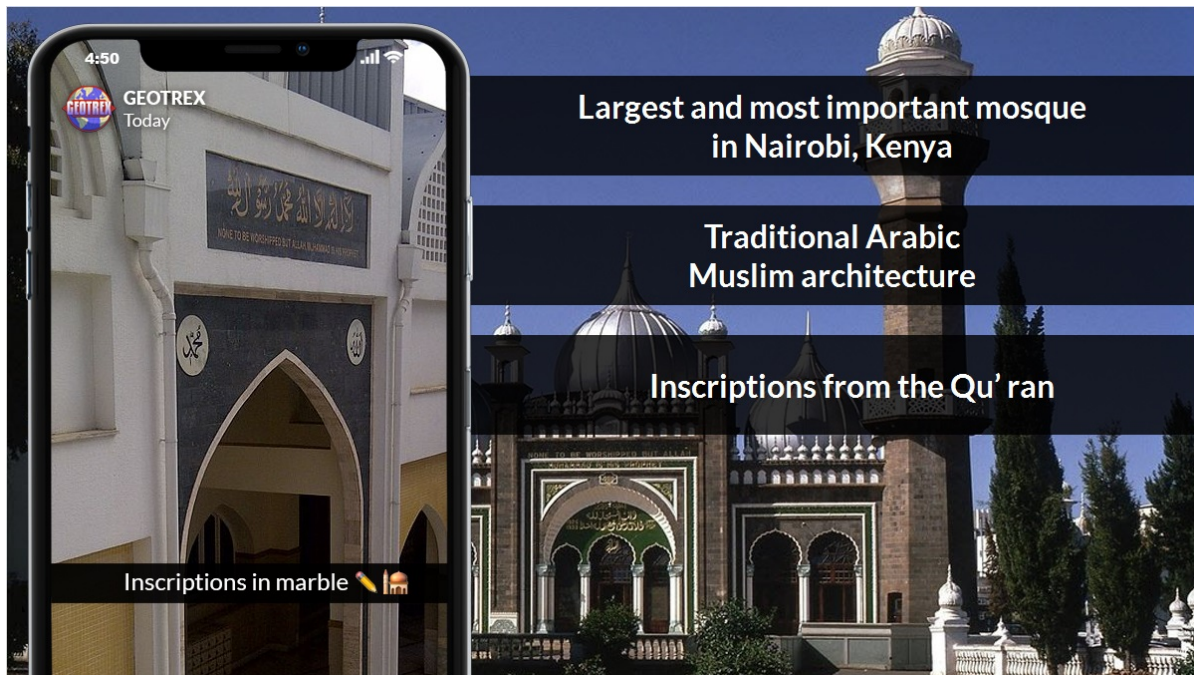 4:50
GEOTREX
GEOTREX
Today
لا إله إلا الله محمد رسول الله
NONE TO BE WORSHIPPED BUT ALLAH MUHAMMAD IS HIS PROPHET
محمد
الله
Inscriptions in marble
Largest and most important mosque
in Nairobi, Kenya
Traditional Arabic
Muslim architecture
Inscriptions from the Qu’ ran
NONE TO BE WORSHIPPED BUT ALLAH
MUHAMMAD IS HIS PROPHET